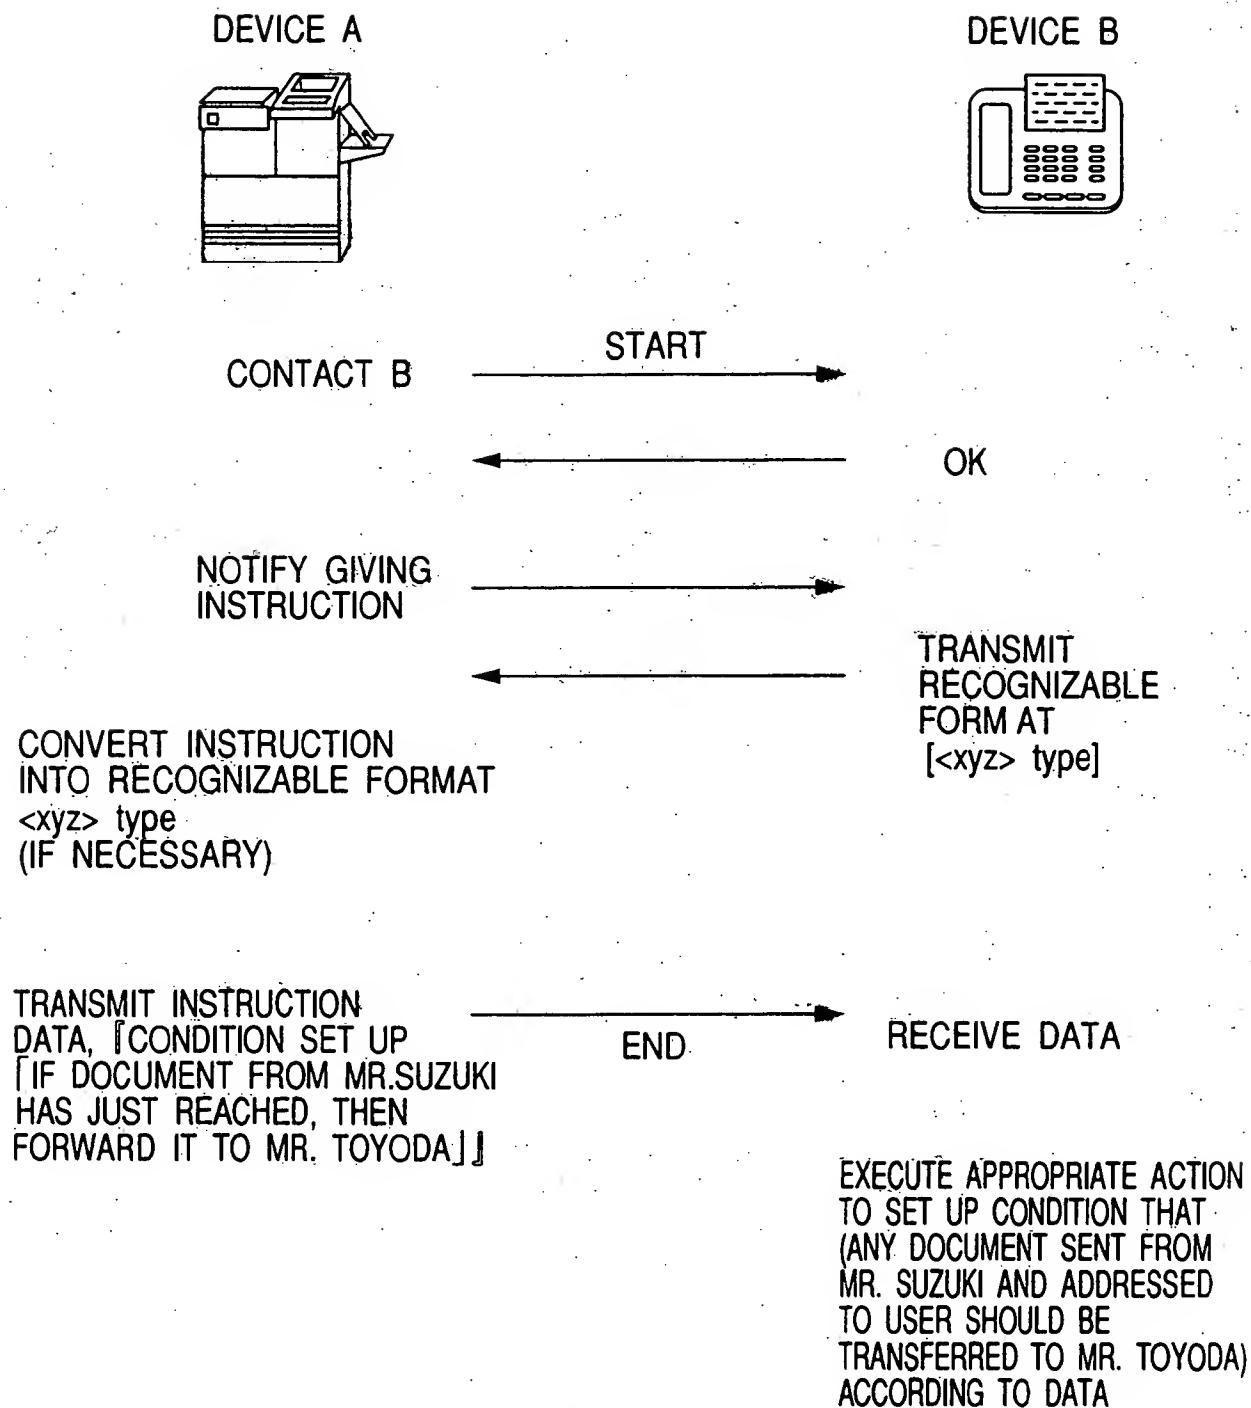 DEVICE A
DEVICE B
START
CONTACT B
OK
NOTIFY GIVING
INSTRUCTION
TRANSMIT
RECOGNIZABLE
FORM AT
[<xyz> type]
CONVERT INSTRUCTION
INTO RECOGNIZABLE FORMAT
<xyz> type
(IF NECESSARY)
TRANSMIT INSTRUCTION
DATA, 『CONDITION SET UP
「IF DOCUMENT FROM MR.SUZUKI
HAS JUST REACHED, THEN
FORWARD IT TO MR. TOYODA」』
END
RECEIVE DATA
EXECUTE APPROPRIATE ACTION
TO SET UP CONDITION THAT
(ANY DOCUMENT SENT FROM
MR. SUZUKI AND ADDRESSED
TO USER SHOULD BE
TRANSFERRED TO MR. TOYODA)
ACCORDING TO DATA